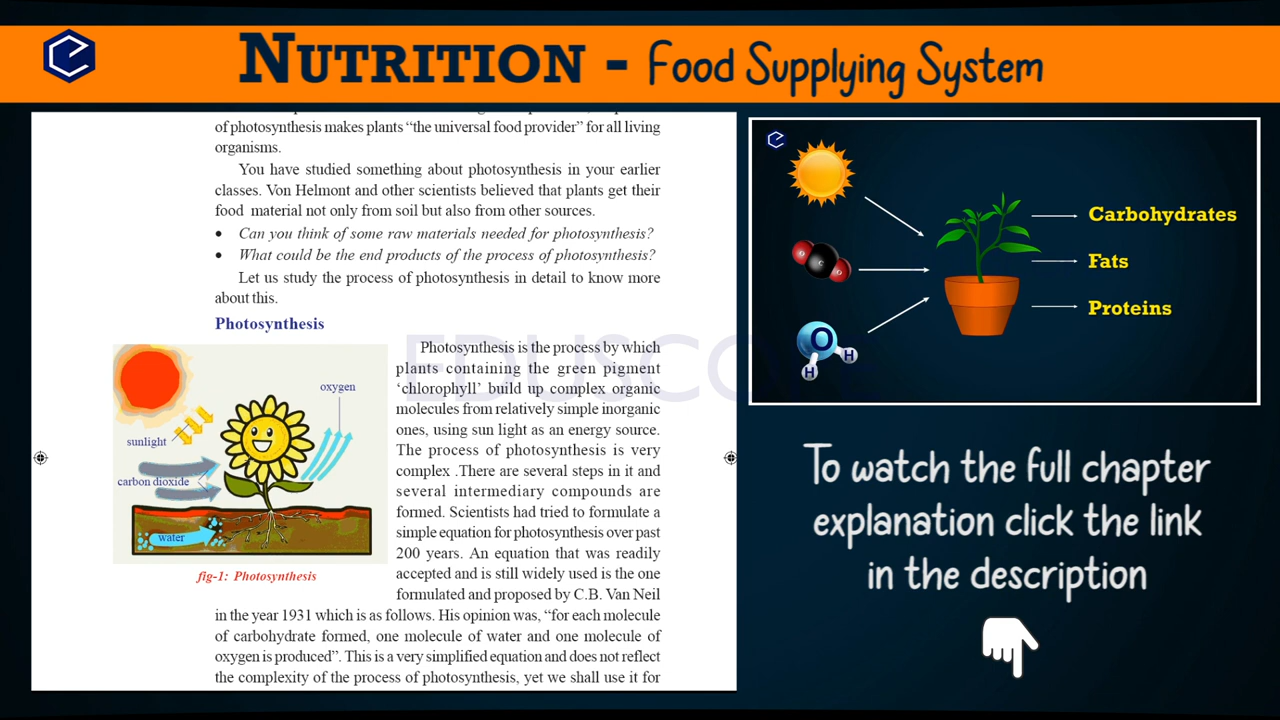 NUTRITION - Food Supplying System
of photosynthesis makes plants “the universal food provider” for all living
organisms.
You have studied something about photosynthesis in your earlier
classes. Von Helmont and other scientists believed that plants get their
food material not only from soil but also from other sources.
• Can you think of some raw materials needed for photosynthesis?
• What could be the end products of the process of photosynthesis?
Let us study the process of photosynthesis in detail to know more
about this.
Photosynthesis
oxygen
sunlight
carbon dioxide
water
fig-1: Photosynthesis
Photosynthesis is the process by which
plants containing the green pigment
‘chlorophyll’ build up complex organic
molecules from relatively simple inorganic
ones, using sun light as an energy source.
The process of photosynthesis is very
complex .There are several steps in it and
several intermediary compounds are
formed. Scientists had tried to formulate a
simple equation for photosynthesis over past
200 years. An equation that was readily
accepted and is still widely used is the one
formulated and proposed by C.B. Van Neil
in the year 1931 which is as follows. His opinion was, “for each molecule
of carbohydrate formed, one molecule of water and one molecule of
oxygen is produced”. This is a very simplified equation and does not reflect
the complexity of the process of photosynthesis, yet we shall use it for
EDUSCO
O
H
H
Carbohydrates
Fats
Proteins
To watch the full chapter
explanation click the link
in the description